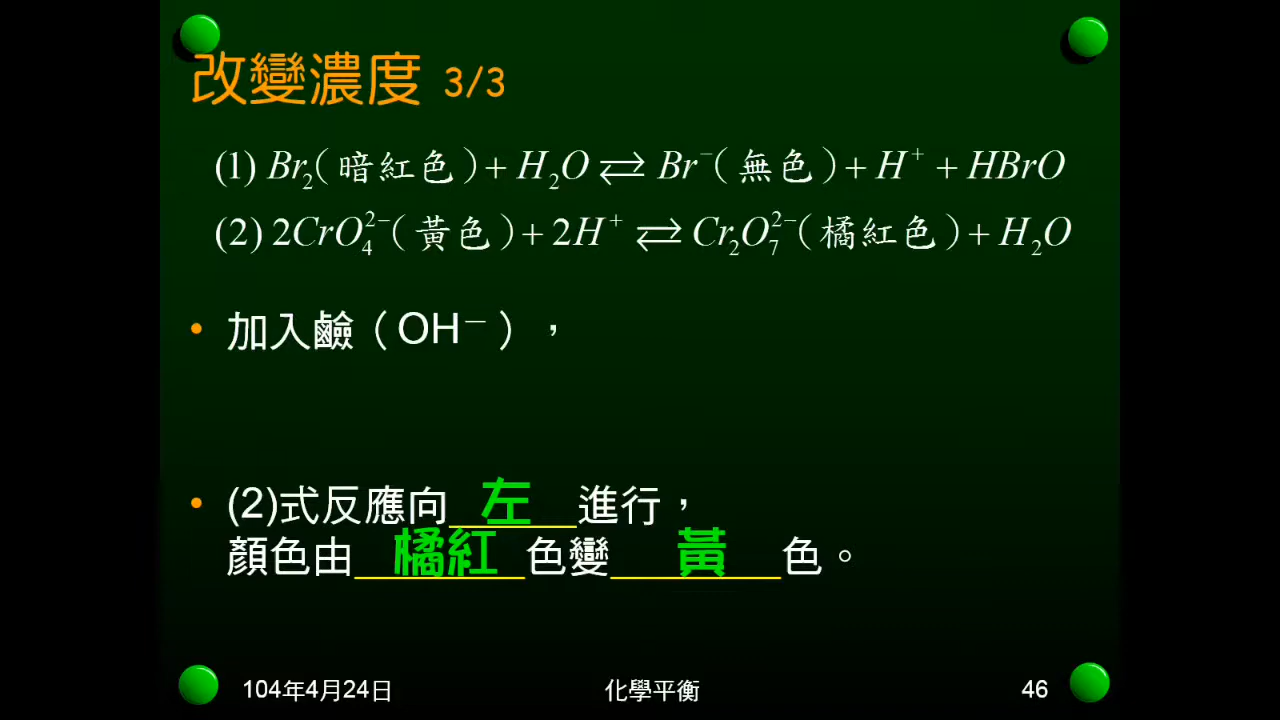 改變濃度 3/3
(1) Br₂(暗紅色)+ H₂O ⇌ Br⁻(無色)+ H⁺ + HBrO
(2) 2CrO₄²⁻(黃色)+ 2H⁺ ⇌ Cr₂O₇²⁻(橘紅色)+ H₂O
• 加入鹼（OH⁻），
• (2)式反應向 左 進行，
顏色由 橘紅 色變 黃 色。
104年4月24日 化學平衡 46